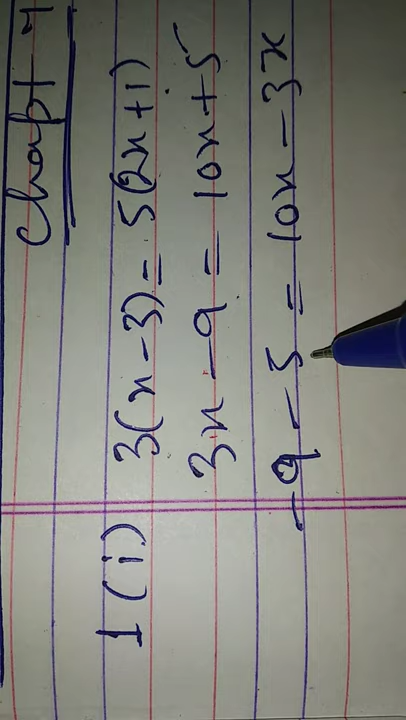 Chapt 4
1 (i) 3(x-3) = 5(2x+1)
3x - 9 = 10x + 5
-9 - 5 = 10x - 3x